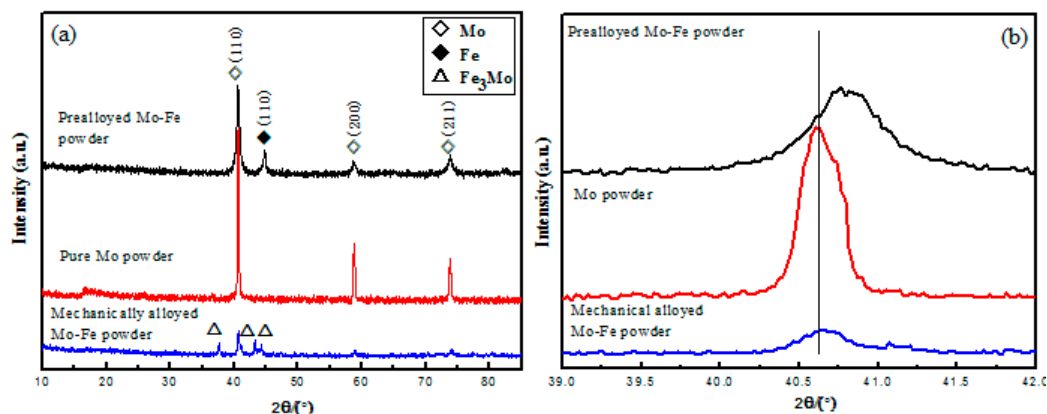 (a)
◇ Mo
◆ Fe
△ Fe3Mo
◇(110)
◆(110)
◇(200)
◇(211)
Prealloyed Mo-Fe
powder
Pure Mo powder
Mechanically alloyed
Mo-Fe powder
△ △ △
Intensity (a.u.)
10 20 30 40 50 60 70 80
2θ/(°)
(b)
Prealloyed Mo-Fe powder
Mo powder
Mechanical alloyed
Mo-Fe powder
Intensity (a.u.)
39.0 39.5 40.0 40.5 41.0 41.5 42.0
2θ/(°)